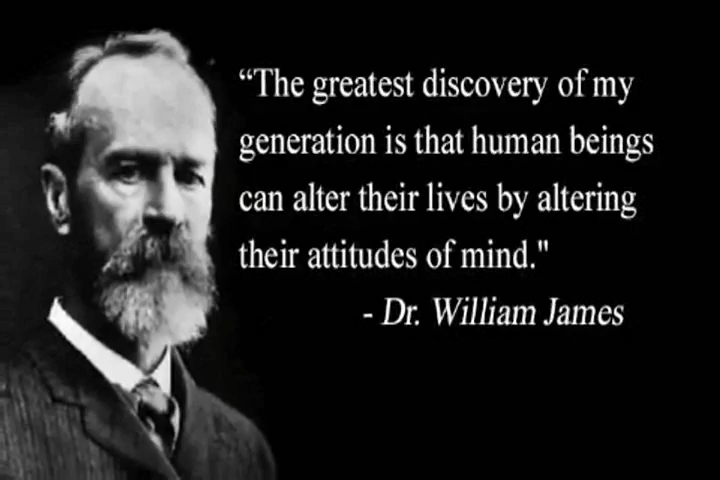 “The greatest discovery of my
generation is that human beings
can alter their lives by altering
their attitudes of mind."
- Dr. William James